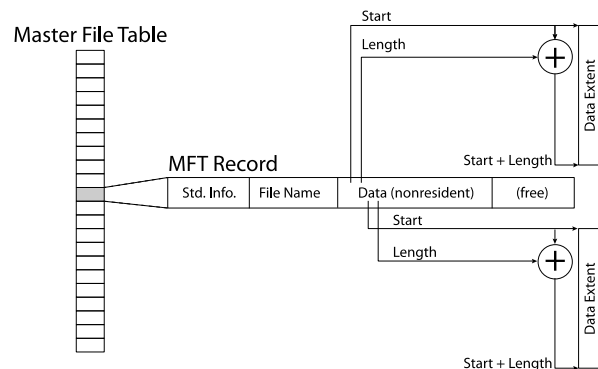 Start
Master File Table
Length
Data Extent
Start + Length
MFT Record
Std. Info.
File Name
Data (nonresident)
(free)
Start
Length
Data Extent
Start + Length